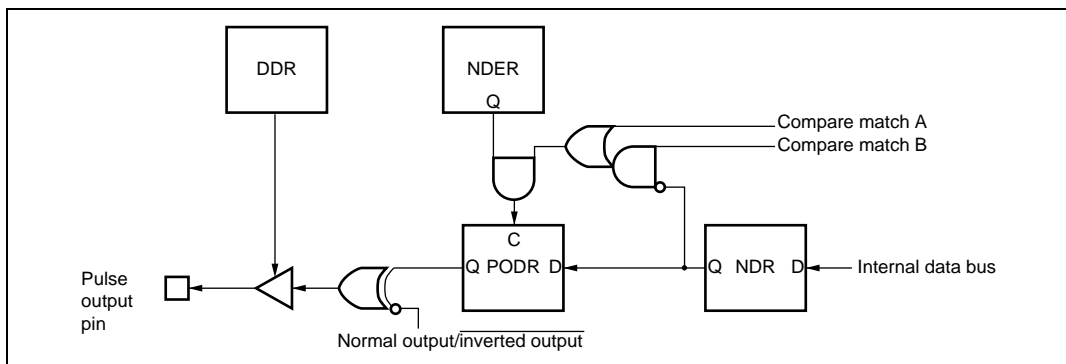 DDR
NDER
Q
Compare match A
Compare match B
C
Q PODR D
Q NDR D
Internal data bus
Pulse
output
pin
Normal output/inverted output